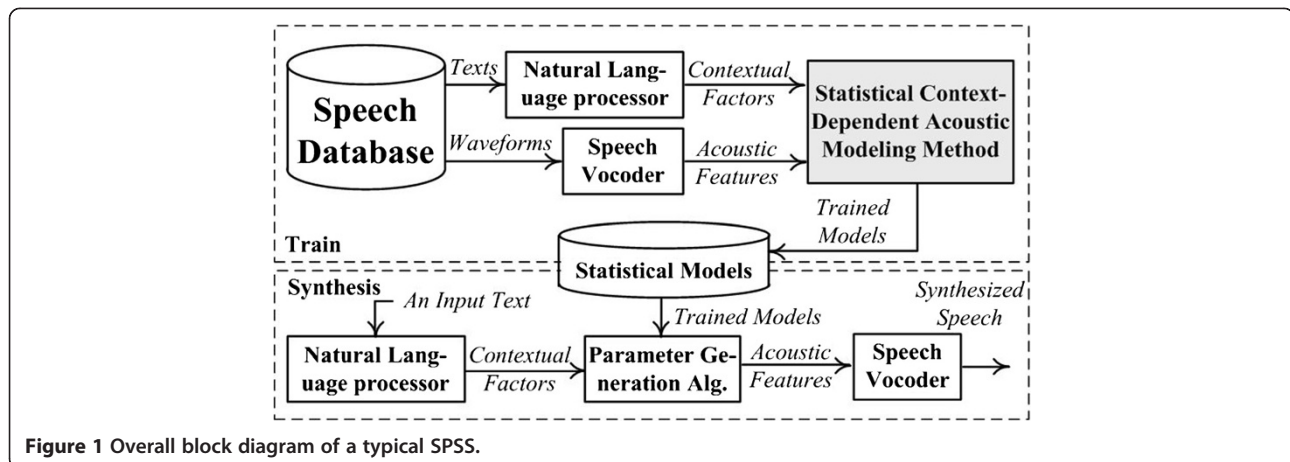 Speech
Database
Texts
Natural Lang-
uage processor
Contextual
Factors
Waveforms
Speech
Vocoder
Acoustic
Features
Statistical Context-
Dependent Acoustic
Modeling Method
Trained
Models
Train
Statistical Models
Synthesis
An Input Text
Natural Lang-
uage processor
Contextual
Factors
Trained Models
Parameter Ge-
neration Alg.
Acoustic
Features
Speech
Vocoder
Synthesized
Speech
Figure 1 Overall block diagram of a typical SPSS.